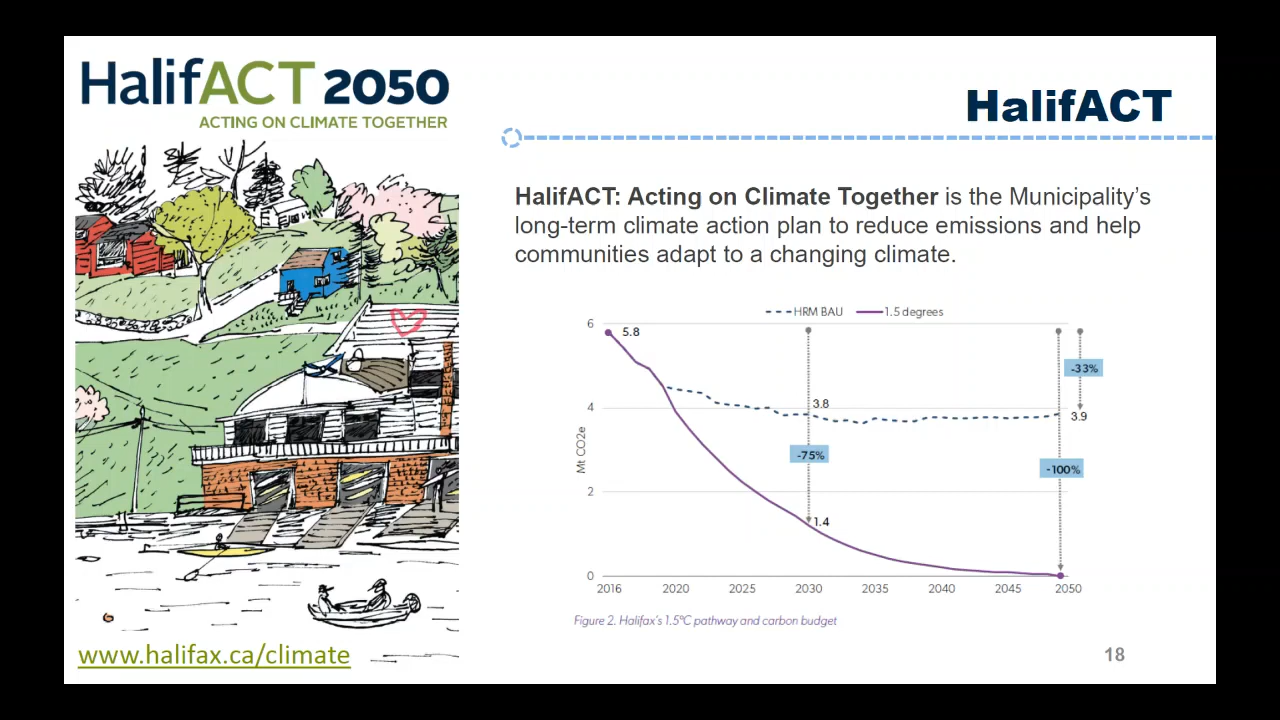 HalifACT 2050
ACTING ON CLIMATE TOGETHER
www.halifax.ca/climate
HalifACT
HalifACT: Acting on Climate Together is the Municipality's
long-term climate action plan to reduce emissions and help
communities adapt to a changing climate.
HRM BAU 1.5 degrees
6
5.8
-33%
4
3.8
3.9
Mt CO2e
-75%
-100%
2
1.4
0
2016 2020 2025 2030 2035 2040 2045 2050
Figure 2. Halifax's 1.5°C pathway and carbon budget
18